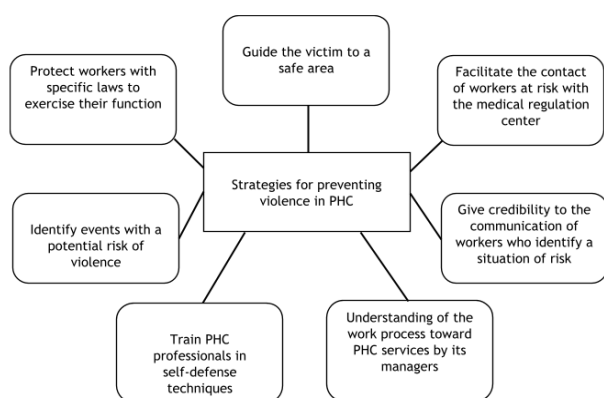 Guide the victim to a
safe area
Protect workers with
specific laws to
exercise their function
Facilitate the contact
of workers at risk with
the medical regulation
center
Strategies for preventing
violence in PHC
Identify events with a
potential risk of
violence
Give credibility to the
communication of
workers who identify a
situation of risk
Train PHC
professionals in
self-defense
techniques
Understanding of the
work process toward
PHC services by its
managers